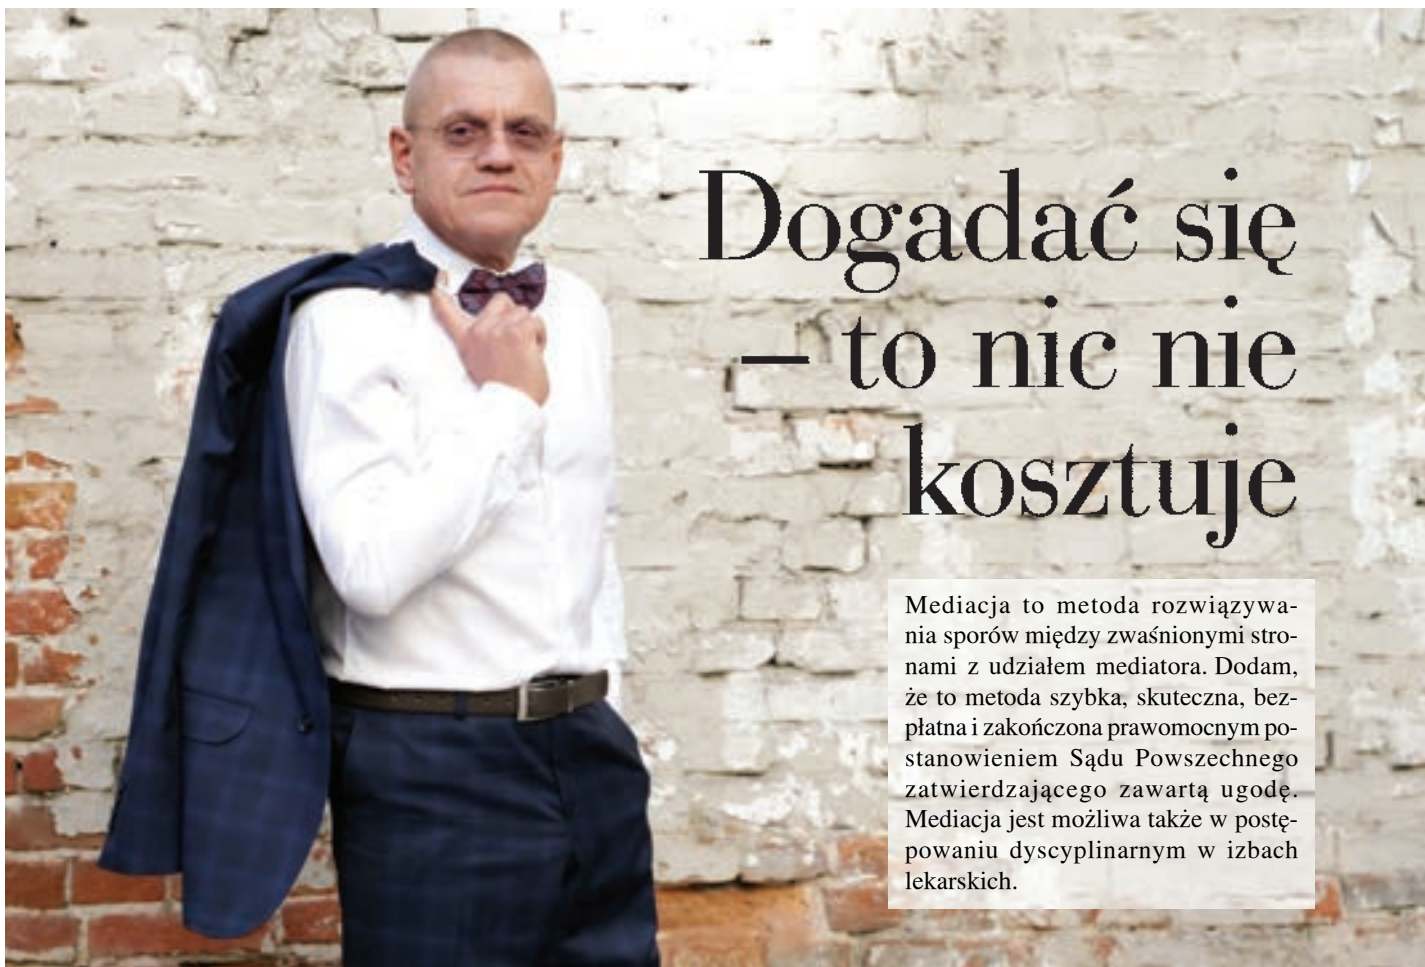 Dogadać się
– to nic nie
kosztuje
Mediacja to metoda rozwiązywa-
nia sporów między zwaśnionymi stro-
nami z udziałem mediatora. Dodam,
że to metoda szybka, skuteczna, bez-
płatna i zakończona prawomocnym po-
stanowieniem Sądu Powszechnego
zatwierdzającego zawartą ugodę.
Mediacja jest możliwa także w postę-
powaniu dyscyplinarnym w izbach
lekarskich.